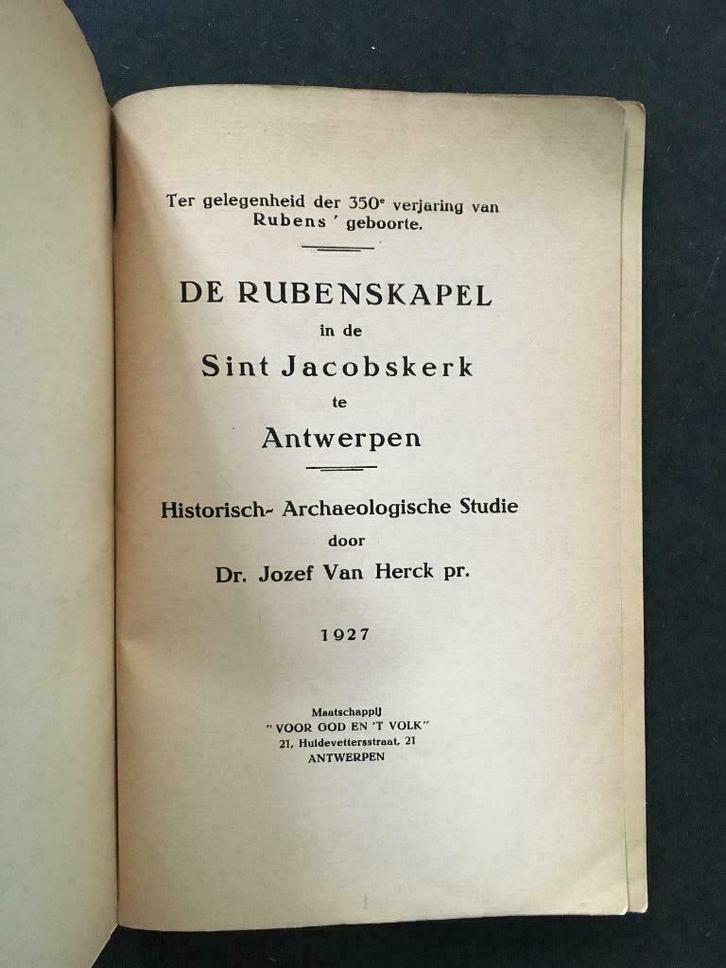 Ter gelegenheid der 350e verjaring van
Rubens' geboorte.
DE RUBENSKAPEL
in de
Sint Jacobskerk
te
Antwerpen
Historisch- Archaeologische Studie
door
Dr. Jozef Van Herck pr.
1927
Maatschappij
"VOOR GOD EN 'T VOLK"
21, Huidevettersstraat, 21
ANTWERPEN